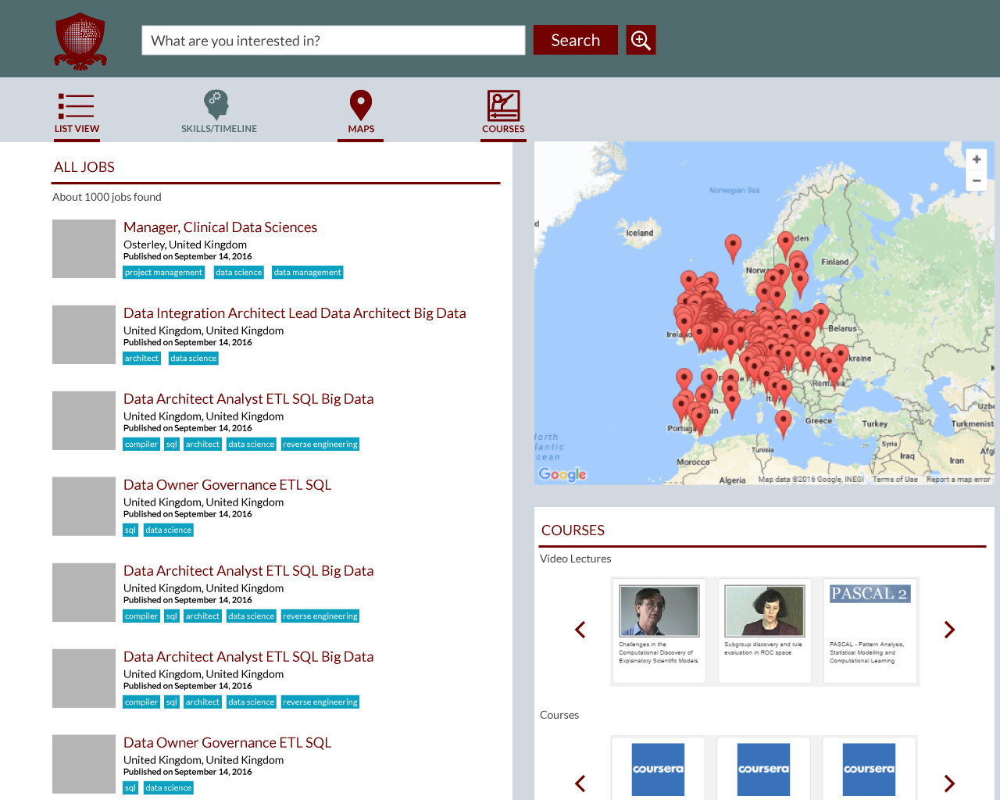 What are you interested in?
Search
LIST VIEW
SKILLS/TIMELINE
MAPS
COURSES
ALL JOBS
About 1000 jobs found
Manager, Clinical Data Sciences
Osterley, United Kingdom
Published on September 14, 2016
project management data science data management
Data Integration Architect Lead Data Architect Big Data
United Kingdom, United Kingdom
Published on September 14, 2016
architect data science
Data Architect Analyst ETL SQL Big Data
United Kingdom, United Kingdom
Published on September 14, 2016
compiler sql architect data science reverse engineering
Data Owner Governance ETL SQL
United Kingdom, United Kingdom
Published on September 14, 2016
sql data science
Data Architect Analyst ETL SQL Big Data
United Kingdom, United Kingdom
Published on September 14, 2016
compiler sql architect data science reverse engineering
Data Architect Analyst ETL SQL Big Data
United Kingdom, United Kingdom
Published on September 14, 2016
compiler sql architect data science reverse engineering
Data Owner Governance ETL SQL
United Kingdom, United Kingdom
Published on September 14, 2016
sql data science
Norwegian Sea
Iceland
den
Finland
Norw
Belarus
Irela
kraine
Romania
Italy
in
Portug
Greece
Turkey
Uzbe
Turkmenist
Syria
Iraq
Iran
Afg
Tunisia
Morocco
Algeria
orth
lantic
cean
Google
Map data ©2016 Google, INEGI Terms of Use Report a map error
COURSES
Video Lectures
Challenges in the
Computational Discovery of
Explanatory Scientific Models
Subgroup discovery and rule
evaluation in ROC space
PASCAL 2
PASCAL - Pattern Analysis,
Statistical Modelling and
Computational Learning
Courses
coursera
coursera
coursera